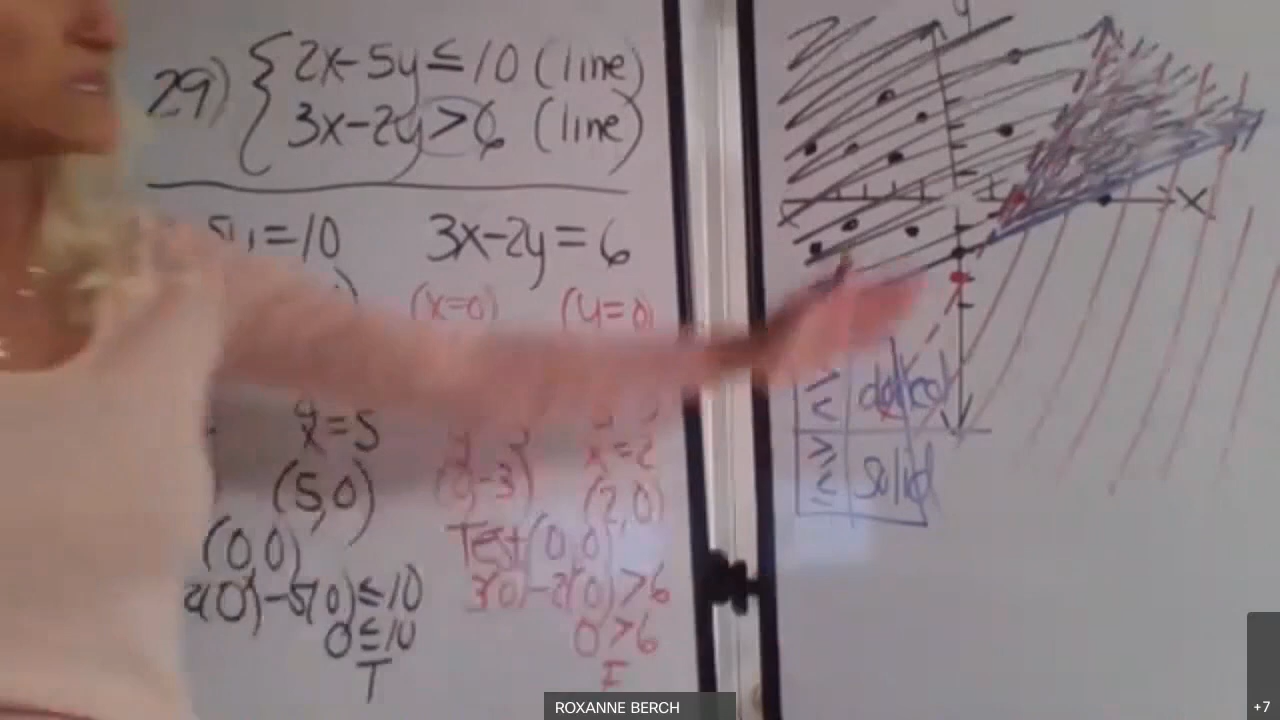 29) { 2x-5y≤10 (line)
3x-2y>6 (line)
5y=10 3x-2y=6
(x=0) (y=0)
x=5 x=2
(5,0) (0,-3) (2,0)
(0,0) Test (0,0)
2(0)-5(0)≤10 3(0)-2(0)>6
0≤10 0>6
T F
y
x
> < dotted
≥ ≤ solid
ROXANNE BERCH
+7